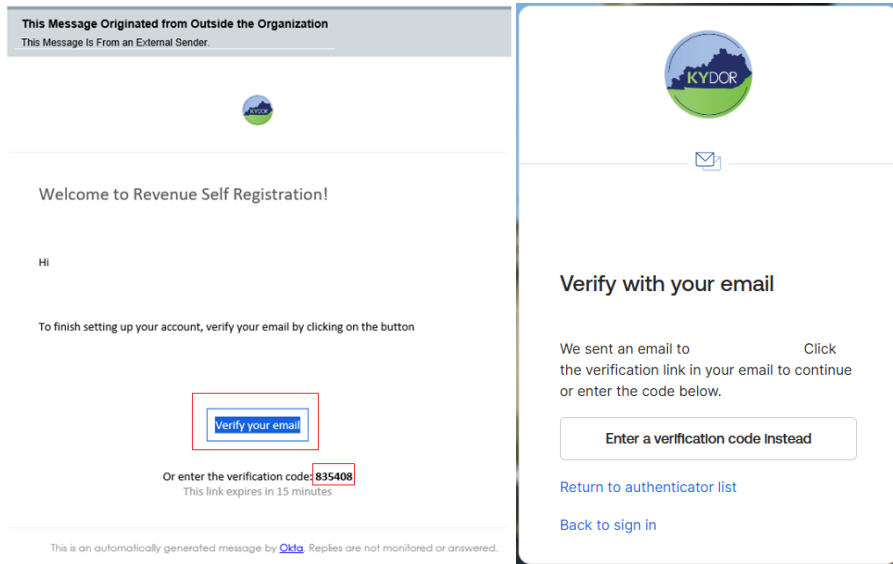 This Message Originated from Outside the Organization
This Message Is From an External Sender.
KYDOR
Welcome to Revenue Self Registration!
Hi
To finish setting up your account, verify your email by clicking on the button
Verify your email
Or enter the verification code: 835408
This link expires in 15 minutes
This is an automatically generated message by Okta. Replies are not monitored or answered.
KYDOR
Verify with your email
We sent an email to Click
the verification link in your email to continue
or enter the code below.
Enter a verification code instead
Return to authenticator list
Back to sign in